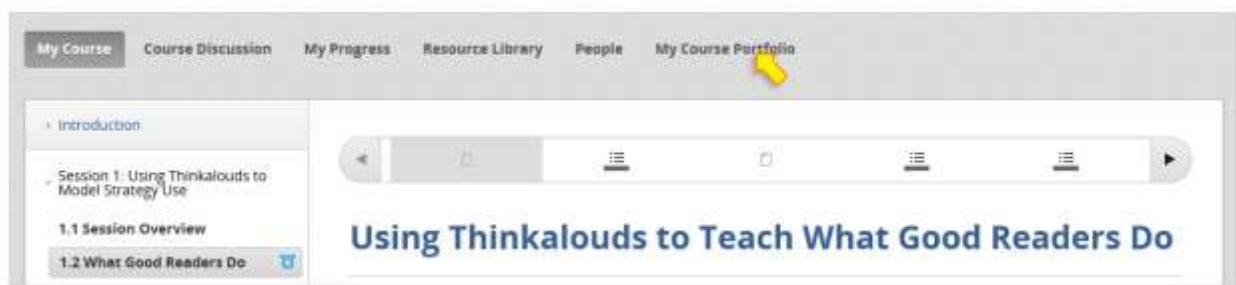 My Course Course Discussion My Progress Resource Library People My Course Portfolio
Introduction
Session 1: Using Thinkalouds to
Model Strategy Use
1.1 Session Overview
1.2 What Good Readers Do
Using Thinkalouds to Teach What Good Readers Do